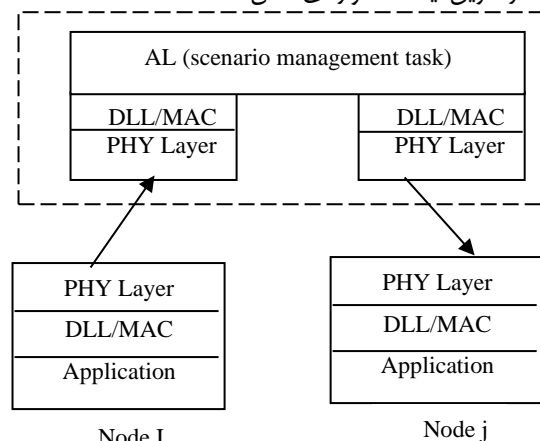 AL (scenario management task)
DLL/MAC
PHY Layer
DLL/MAC
PHY Layer
PHY Layer
DLL/MAC
Application
PHY Layer
DLL/MAC
Application
Node I
Node j